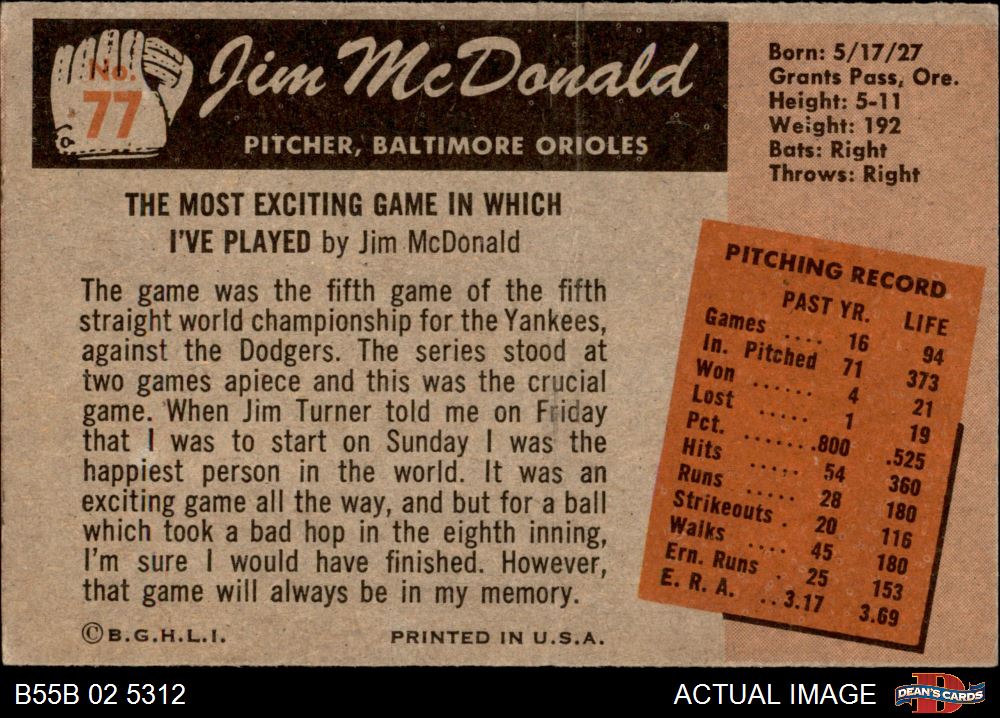 No.
77
Jim McDonald
PITCHER, BALTIMORE ORIOLES
Born: 5/17/27
Grants Pass, Ore.
Height: 5-11
Weight: 192
Bats: Right
Throws: Right
THE MOST EXCITING GAME IN WHICH
I'VE PLAYED by Jim McDonald
The game was the fifth game of the fifth
straight world championship for the Yankees,
against the Dodgers. The series stood at
two games apiece and this was the crucial
game. When Jim Turner told me on Friday
that I was to start on Sunday I was the
happiest person in the world. It was an
exciting game all the way, and but for a ball
which took a bad hop in the eighth inning,
I'm sure I would have finished. However,
that game will always be in my memory.
©B.G.H.L.I. PRINTED IN U.S.A.
PITCHING RECORD
PAST YR. LIFE
Games .... 16 94
In. Pitched 71 373
Won ...... 4 21
Lost ..... 1 19
Pct. .......800 .525
Hits ..... 54 360
Runs ..... 28 180
Strikeouts . 20 116
Walks .... 45 180
Ern. Runs . 25 153
E. R. A. ..3.17 3.69
B55B 02 5312
ACTUAL IMAGE
D
DEAN'S CARDS